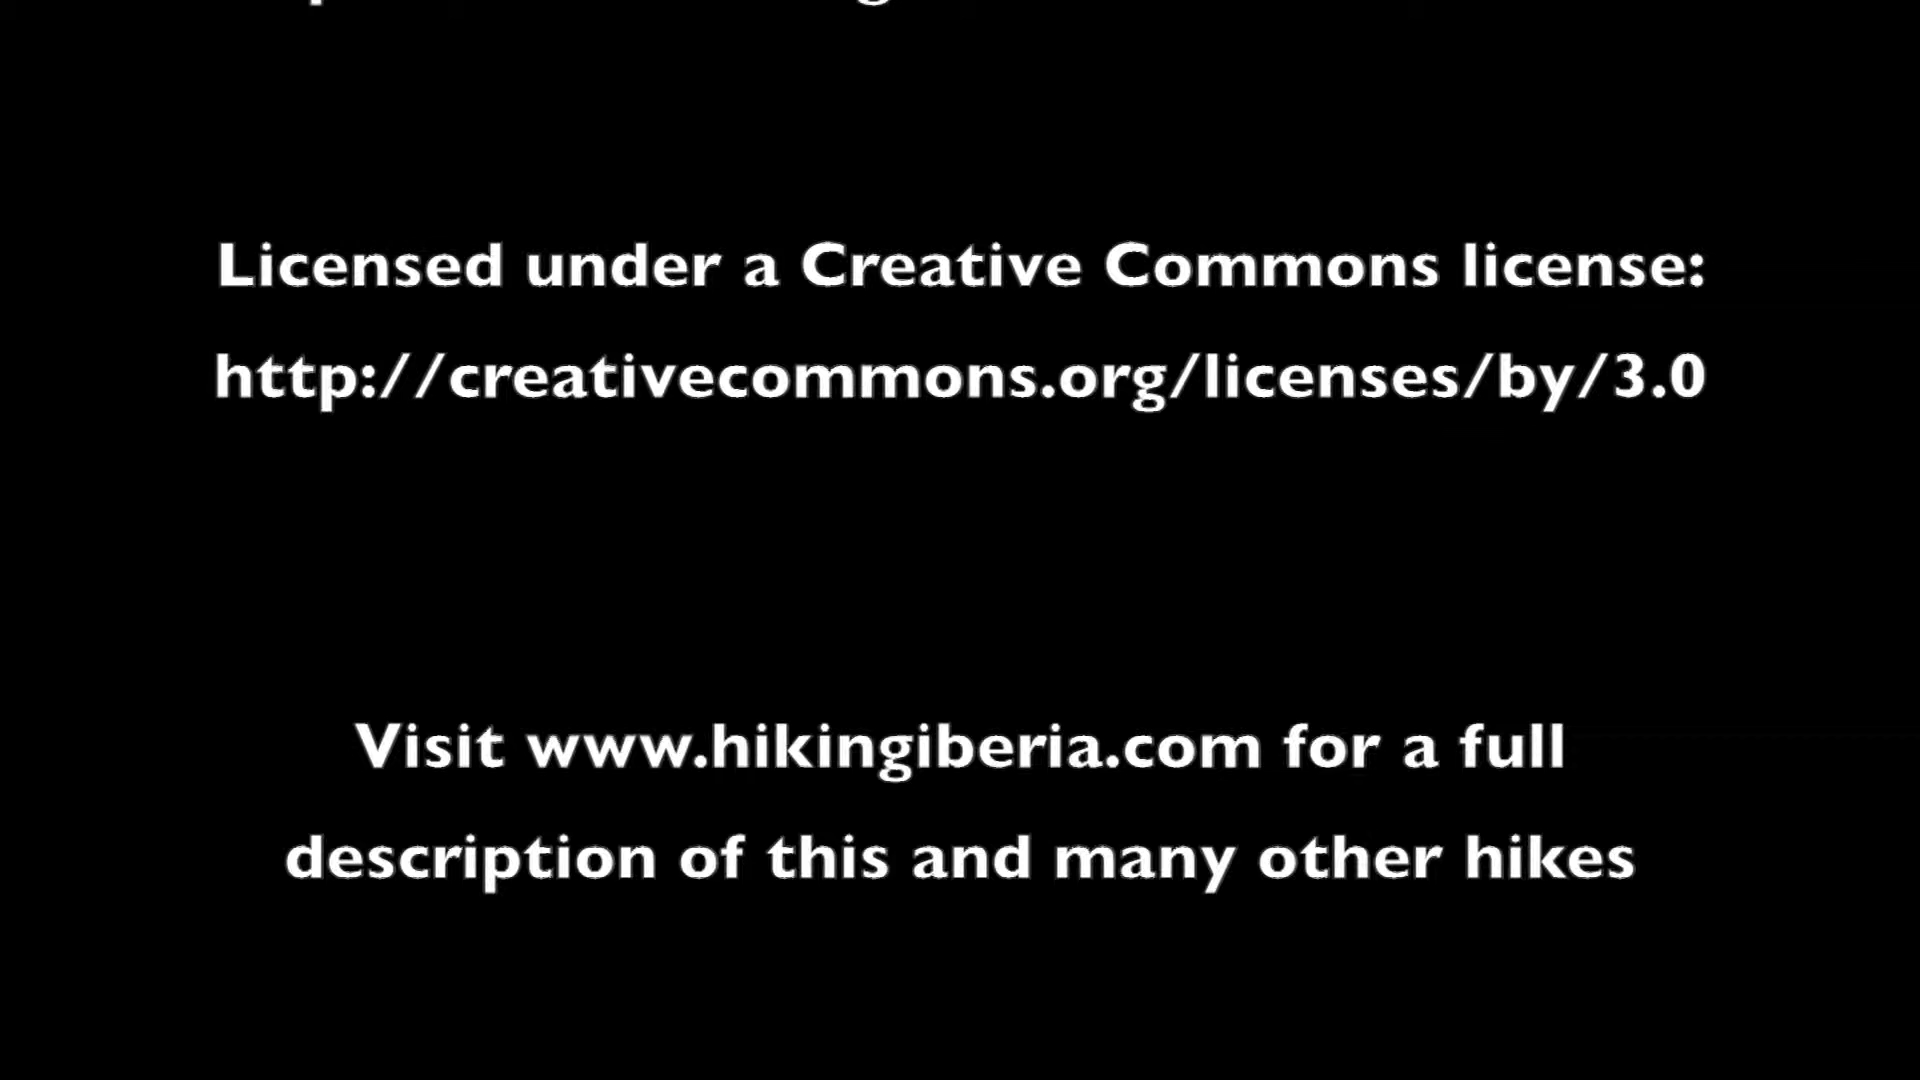 Licensed under a Creative Commons license:
http://creativecommons.org/licenses/by/3.0
Visit www.hikingiberia.com for a full
description of this and many other hikes